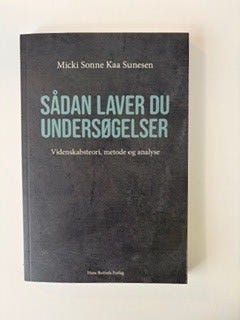 Micki Sonne Kaa Sunesen
SÅDAN LAVER DU
UNDERSØGELSER
Videnskabsteori, metode og analyse
Hans Reitzels Forlag